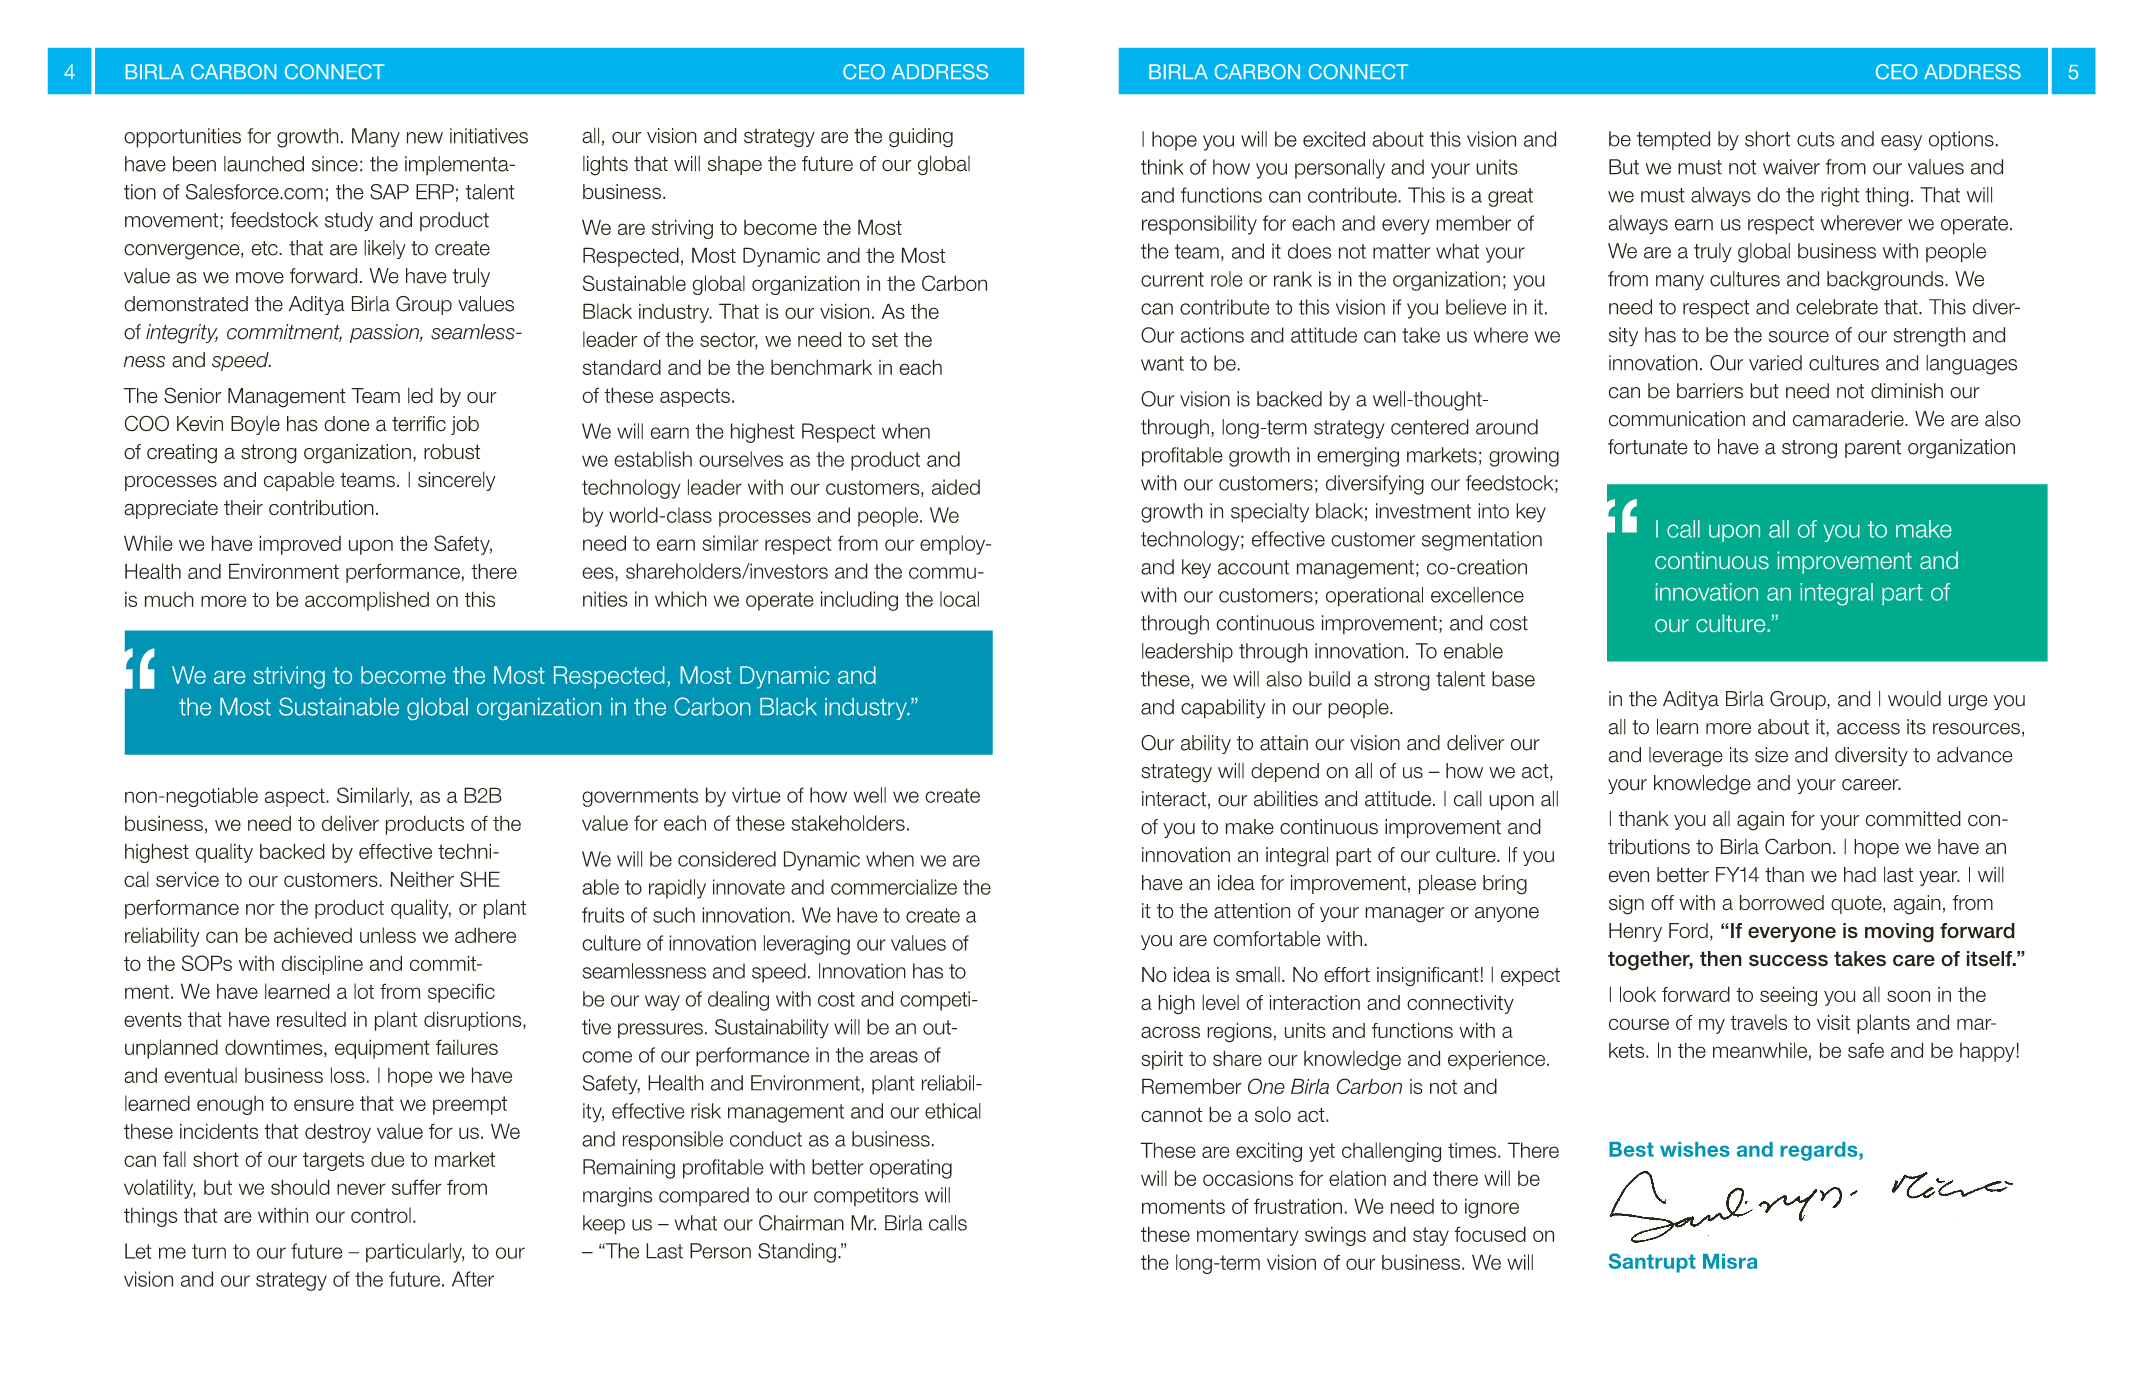 4 BIRLA CARBON CONNECT CEO ADDRESS
opportunities for growth. Many new initiatives
have been launched since: the implementa-
tion of Salesforce.com; the SAP ERP; talent
movement; feedstock study and product
convergence, etc. that are likely to create
value as we move forward. We have truly
demonstrated the Aditya Birla Group values
of integrity, commitment, passion, seamless-
ness and speed.
The Senior Management Team led by our
COO Kevin Boyle has done a terrific job
of creating a strong organization, robust
processes and capable teams. I sincerely
appreciate their contribution.
While we have improved upon the Safety,
Health and Environment performance, there
is much more to be accomplished on this
non-negotiable aspect. Similarly, as a B2B
business, we need to deliver products of the
highest quality backed by effective techni-
cal service to our customers. Neither SHE
performance nor the product quality, or plant
reliability can be achieved unless we adhere
to the SOPs with discipline and commit-
ment. We have learned a lot from specific
events that have resulted in plant disruptions,
unplanned downtimes, equipment failures
and eventual business loss. I hope we have
learned enough to ensure that we preempt
these incidents that destroy value for us. We
can fall short of our targets due to market
volatility, but we should never suffer from
things that are within our control.
Let me turn to our future – particularly, to our
vision and our strategy of the future. After
all, our vision and strategy are the guiding
lights that will shape the future of our global
business.
We are striving to become the Most
Respected, Most Dynamic and the Most
Sustainable global organization in the Carbon
Black industry. That is our vision. As the
leader of the sector, we need to set the
standard and be the benchmark in each
of these aspects.
We will earn the highest Respect when
we establish ourselves as the product and
technology leader with our customers, aided
by world-class processes and people. We
need to earn similar respect from our employ-
ees, shareholders/investors and the commu-
nities in which we operate including the local
“ We are striving to become the Most Respected, Most Dynamic and
the Most Sustainable global organization in the Carbon Black industry.”
governments by virtue of how well we create
value for each of these stakeholders.
We will be considered Dynamic when we are
able to rapidly innovate and commercialize the
fruits of such innovation. We have to create a
culture of innovation leveraging our values of
seamlessness and speed. Innovation has to
be our way of dealing with cost and competi-
tive pressures. Sustainability will be an out-
come of our performance in the areas of
Safety, Health and Environment, plant reliabil-
ity, effective risk management and our ethical
and responsible conduct as a business.
Remaining profitable with better operating
margins compared to our competitors will
keep us – what our Chairman Mr. Birla calls
– “The Last Person Standing.”
BIRLA CARBON CONNECT CEO ADDRESS 5
I hope you will be excited about this vision and
think of how you personally and your units
and functions can contribute. This is a great
responsibility for each and every member of
the team, and it does not matter what your
current role or rank is in the organization; you
can contribute to this vision if you believe in it.
Our actions and attitude can take us where we
want to be.
Our vision is backed by a well-thought-
through, long-term strategy centered around
profitable growth in emerging markets; growing
with our customers; diversifying our feedstock;
growth in specialty black; investment into key
technology; effective customer segmentation
and key account management; co-creation
with our customers; operational excellence
through continuous improvement; and cost
leadership through innovation. To enable
these, we will also build a strong talent base
and capability in our people.
Our ability to attain our vision and deliver our
strategy will depend on all of us – how we act,
interact, our abilities and attitude. I call upon all
of you to make continuous improvement and
innovation an integral part of our culture. If you
have an idea for improvement, please bring
it to the attention of your manager or anyone
you are comfortable with.
No idea is small. No effort insignificant! I expect
a high level of interaction and connectivity
across regions, units and functions with a
spirit to share our knowledge and experience.
Remember One Birla Carbon is not and
cannot be a solo act.
These are exciting yet challenging times. There
will be occasions for elation and there will be
moments of frustration. We need to ignore
these momentary swings and stay focused on
the long-term vision of our business. We will
be tempted by short cuts and easy options.
But we must not waiver from our values and
we must always do the right thing. That will
always earn us respect wherever we operate.
We are a truly global business with people
from many cultures and backgrounds. We
need to respect and celebrate that. This diver-
sity has to be the source of our strength and
innovation. Our varied cultures and languages
can be barriers but need not diminish our
communication and camaraderie. We are also
fortunate to have a strong parent organization
“ I call upon all of you to make
continuous improvement and
innovation an integral part of
our culture.”
in the Aditya Birla Group, and I would urge you
all to learn more about it, access its resources,
and leverage its size and diversity to advance
your knowledge and your career.
I thank you all again for your committed con-
tributions to Birla Carbon. I hope we have an
even better FY14 than we had last year. I will
sign off with a borrowed quote, again, from
Henry Ford, “If everyone is moving forward
together, then success takes care of itself.”
I look forward to seeing you all soon in the
course of my travels to visit plants and mar-
kets. In the meanwhile, be safe and be happy!
Best wishes and regards,
Santrupt Misra
Santrupt Misra